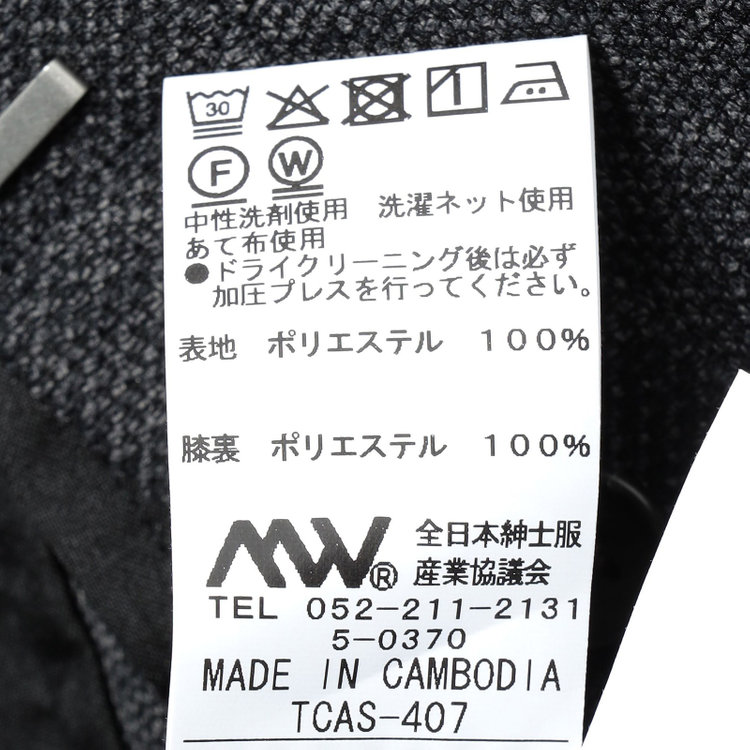 30
F W
中性洗剤使用　洗濯ネット使用
あて布使用
●ドライクリーニング後は必ず
加圧プレスを行ってください。
表地　ポリエステル　１００％
膝裏　ポリエステル　１００％
MW® 全日本紳士服
産業協議会
TEL 052-211-2131
5-0370
MADE IN CAMBODIA
TCAS-407